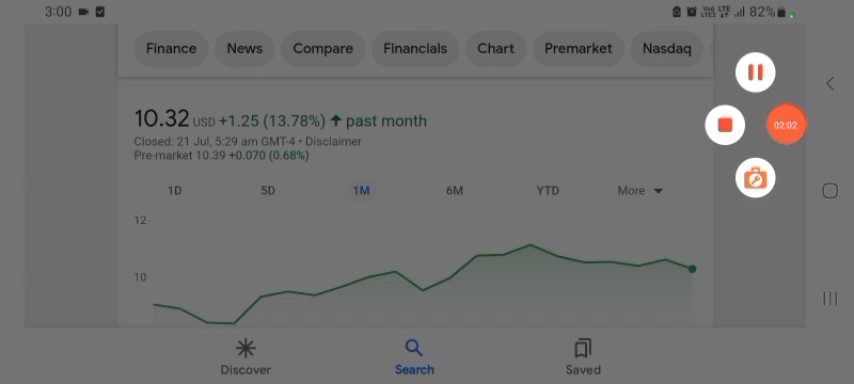 3:00
82%
Finance News Compare Financials Chart Premarket Nasdaq
10.32 USD +1.25 (13.78%) ↑ past month
Closed: 21 Jul, 5:29 am GMT-4 • Disclaimer
Pre-market 10.39 +0.070 (0.68%)
02:02
1D 5D 1M 6M YTD More
12
10
Discover Search Saved